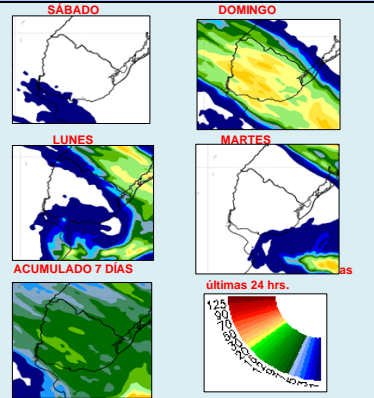 SÁBADO
DOMINGO
LUNES
MARTES
as
ACUMULADO 7 DÍAS
últimas 24 hrs.
125
90
70